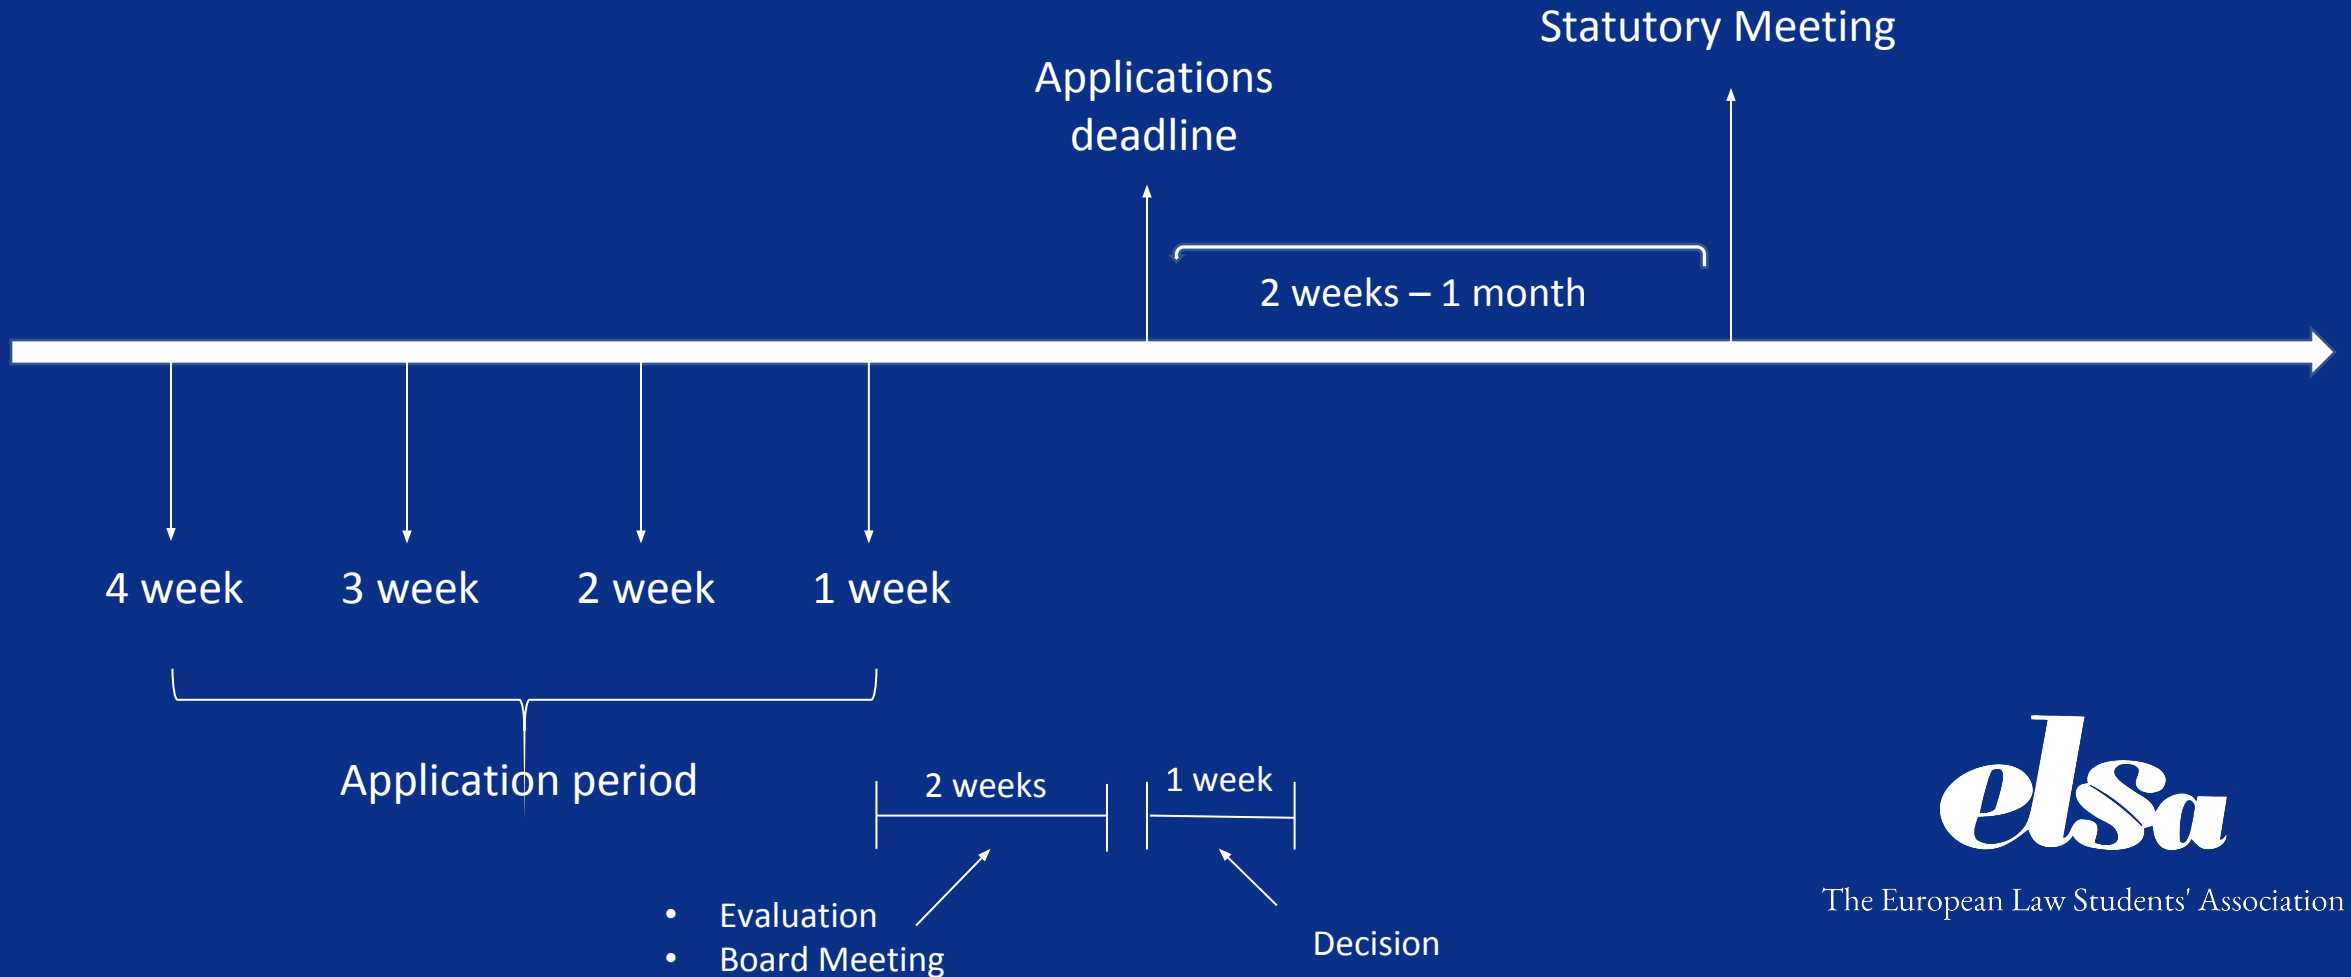 Statutory Meeting
Applications
deadline
2 weeks – 1 month
4 week
3 week
2 week
1 week
Application period
2 weeks
1 week
• Evaluation
• Board Meeting
Decision
elsa
The European Law Students' Association